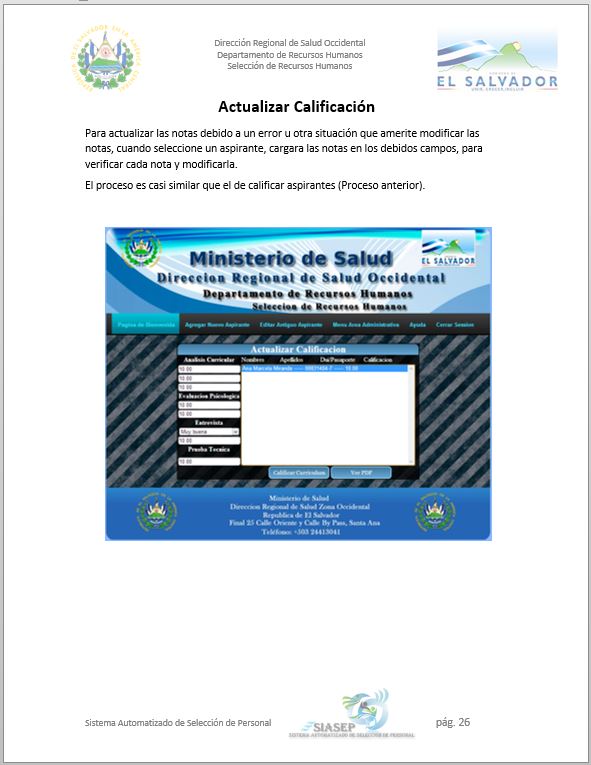 Dirección Regional de Salud Occidental
Departamento de Recursos Humanos
Selección de Recursos Humanos
EL SALVADOR
UNIR, CRECER, INCLUIR
Actualizar Calificación
Para actualizar las notas debido a un error u otra situación que amerite modificar las
notas, cuando seleccione un aspirante, cargara las notas en los debidos campos, para
verificar cada nota y modificarla.
El proceso es casi similar que el de calificar aspirantes (Proceso anterior).
Ministerio de Salud
EL SALVADOR
Direccion Regional de Salud Occidental
Departamento de Recursos Humanos
Seleccion de Recursos Humanos
Pagina de Bienvenida Agregar Nuevo Aspirante Editar Antiguo Aspirante Menu Area Administrativa Ayuda Cerrar Sesion
Actualizar Calificacion
Analisis Curricular Nombres Apellidos Dui/Pasaporte Calificacion
10.00 Ana Marcela Miranda ----- 00831454-7 ----- 10.00
10.00
10.00
Evaluacion Psicologica
10.00
Entrevista
Muy buena
10.00
Prueba Tecnica
10.00
Calificar Curriculum Ver PDF
Ministerio de Salud
Direccion Regional de Salud Zona Occidental
Republica de El Salvador
Final 25 Calle Oriente y Calle By Pass, Santa Ana
Teléfono: +503 24413041
Sistema Automatizado de Selección de Personal
SIASEP
SISTEMA AUTOMATIZADO DE SELECCIÓN DE PERSONAL
pág. 26